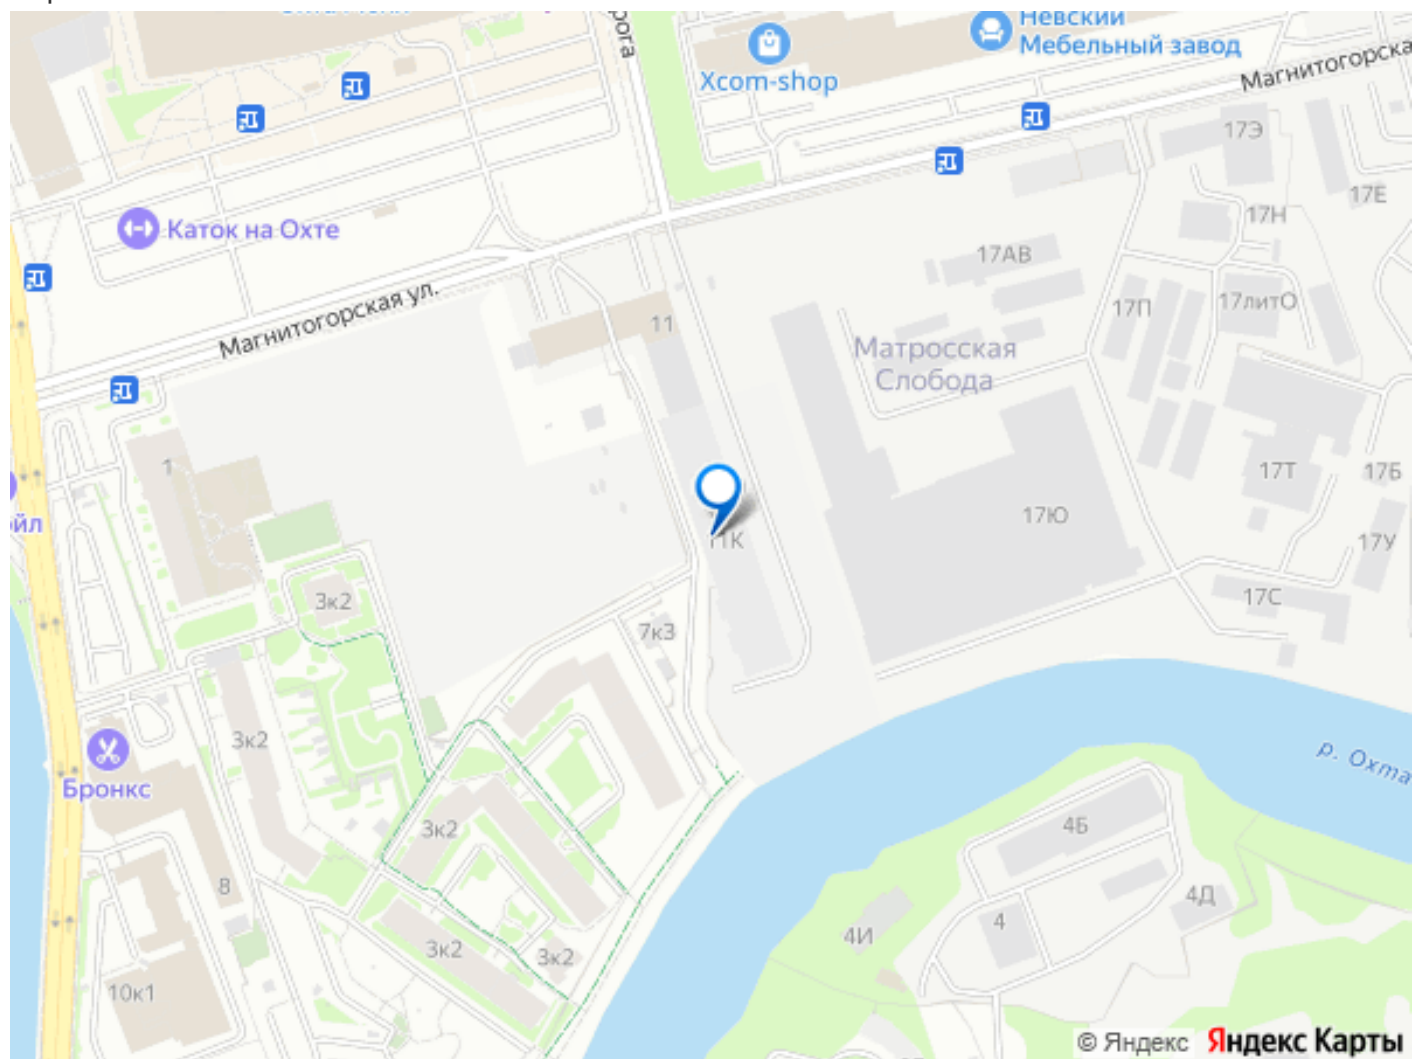 рога
Невский
Мебельный завод
Xcom-shop
Магнитогорска
17Э
17Е
17Н
Каток на Охте
17АВ
Магнитогорская ул.
17П
17литО
11
Матросская
Слобода
1
17Т
17Б
йл
17Ю
11К
17У
3к2
17С
7к3
3к2
р. Охта
Бронкс
3к2
4Б
8
4Д
4И
4
3к2
3к2
10к1
© Яндекс Яндекс Карты